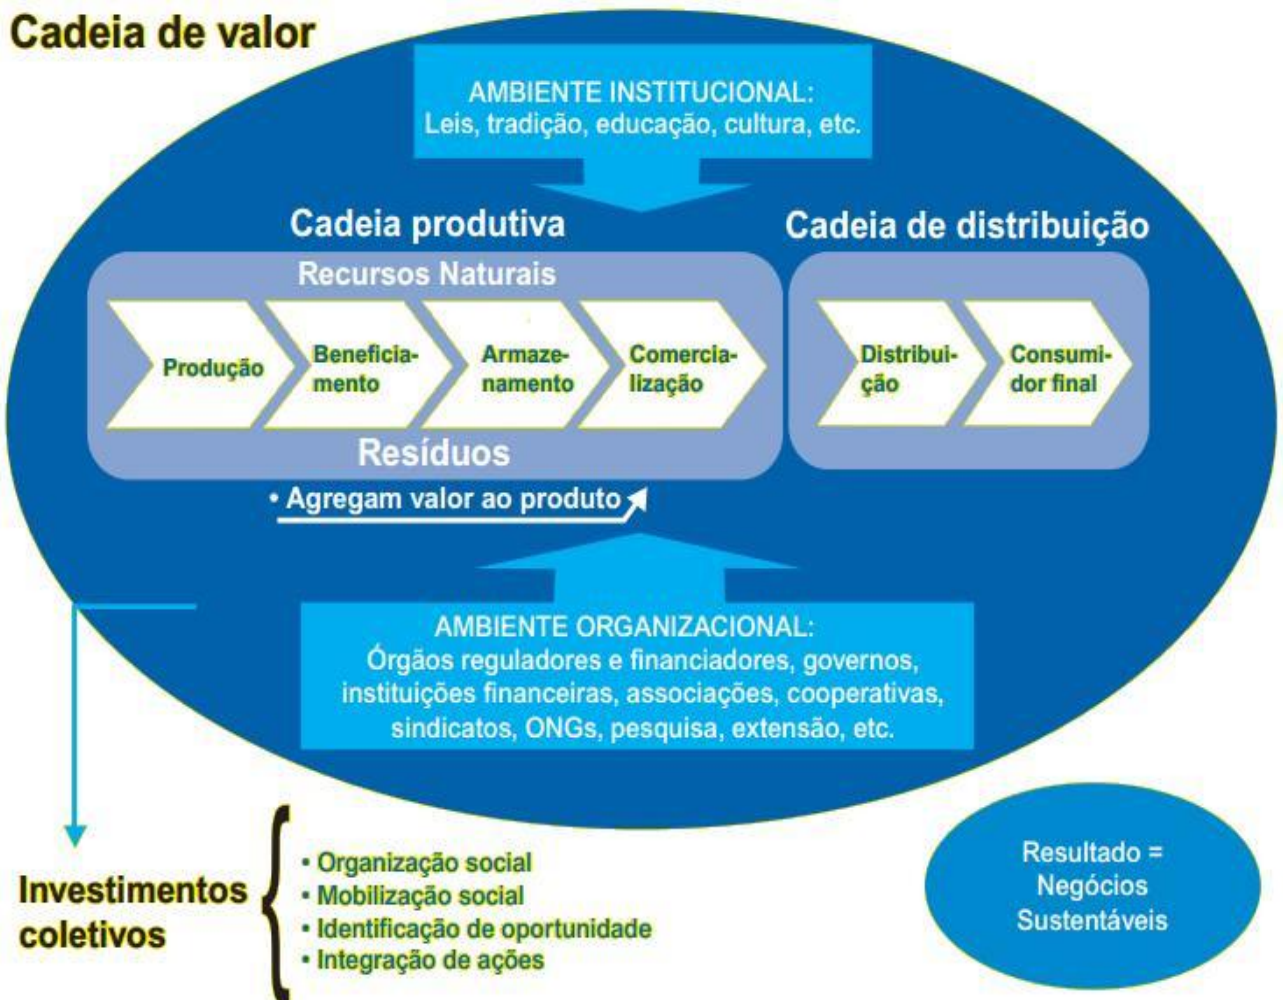 Cadeia de valor
AMBIENTE INSTITUCIONAL:
Leis, tradição, educação, cultura, etc.
Cadeia produtiva
Cadeia de distribuição
Recursos Naturais
Produção
Beneficia-
mento
Armaze-
namento
Comercia-
lização
Distribui-
ção
Consumi-
dor final
Resíduos
• Agregam valor ao produto
AMBIENTE ORGANIZACIONAL:
Órgãos reguladores e financiadores, governos,
instituições financeiras, associações, cooperativas,
sindicatos, ONGs, pesquisa, extensão, etc.
Investimentos
coletivos
• Organização social
• Mobilização social
• Identificação de oportunidade
• Integração de ações
Resultado =
Negócios
Sustentáveis